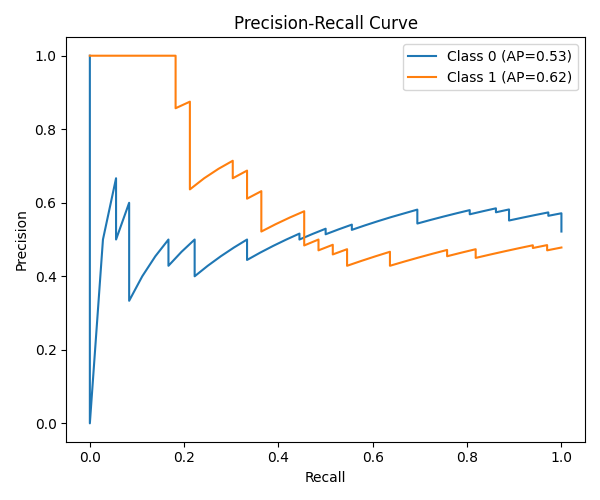 Precision-Recall Curve
Class 0 (AP=0.53)
Class 1 (AP=0.62)
Precision
1.0
0.8
0.6
0.4
0.2
0.0
0.0 0.2 0.4 0.6 0.8 1.0
Recall